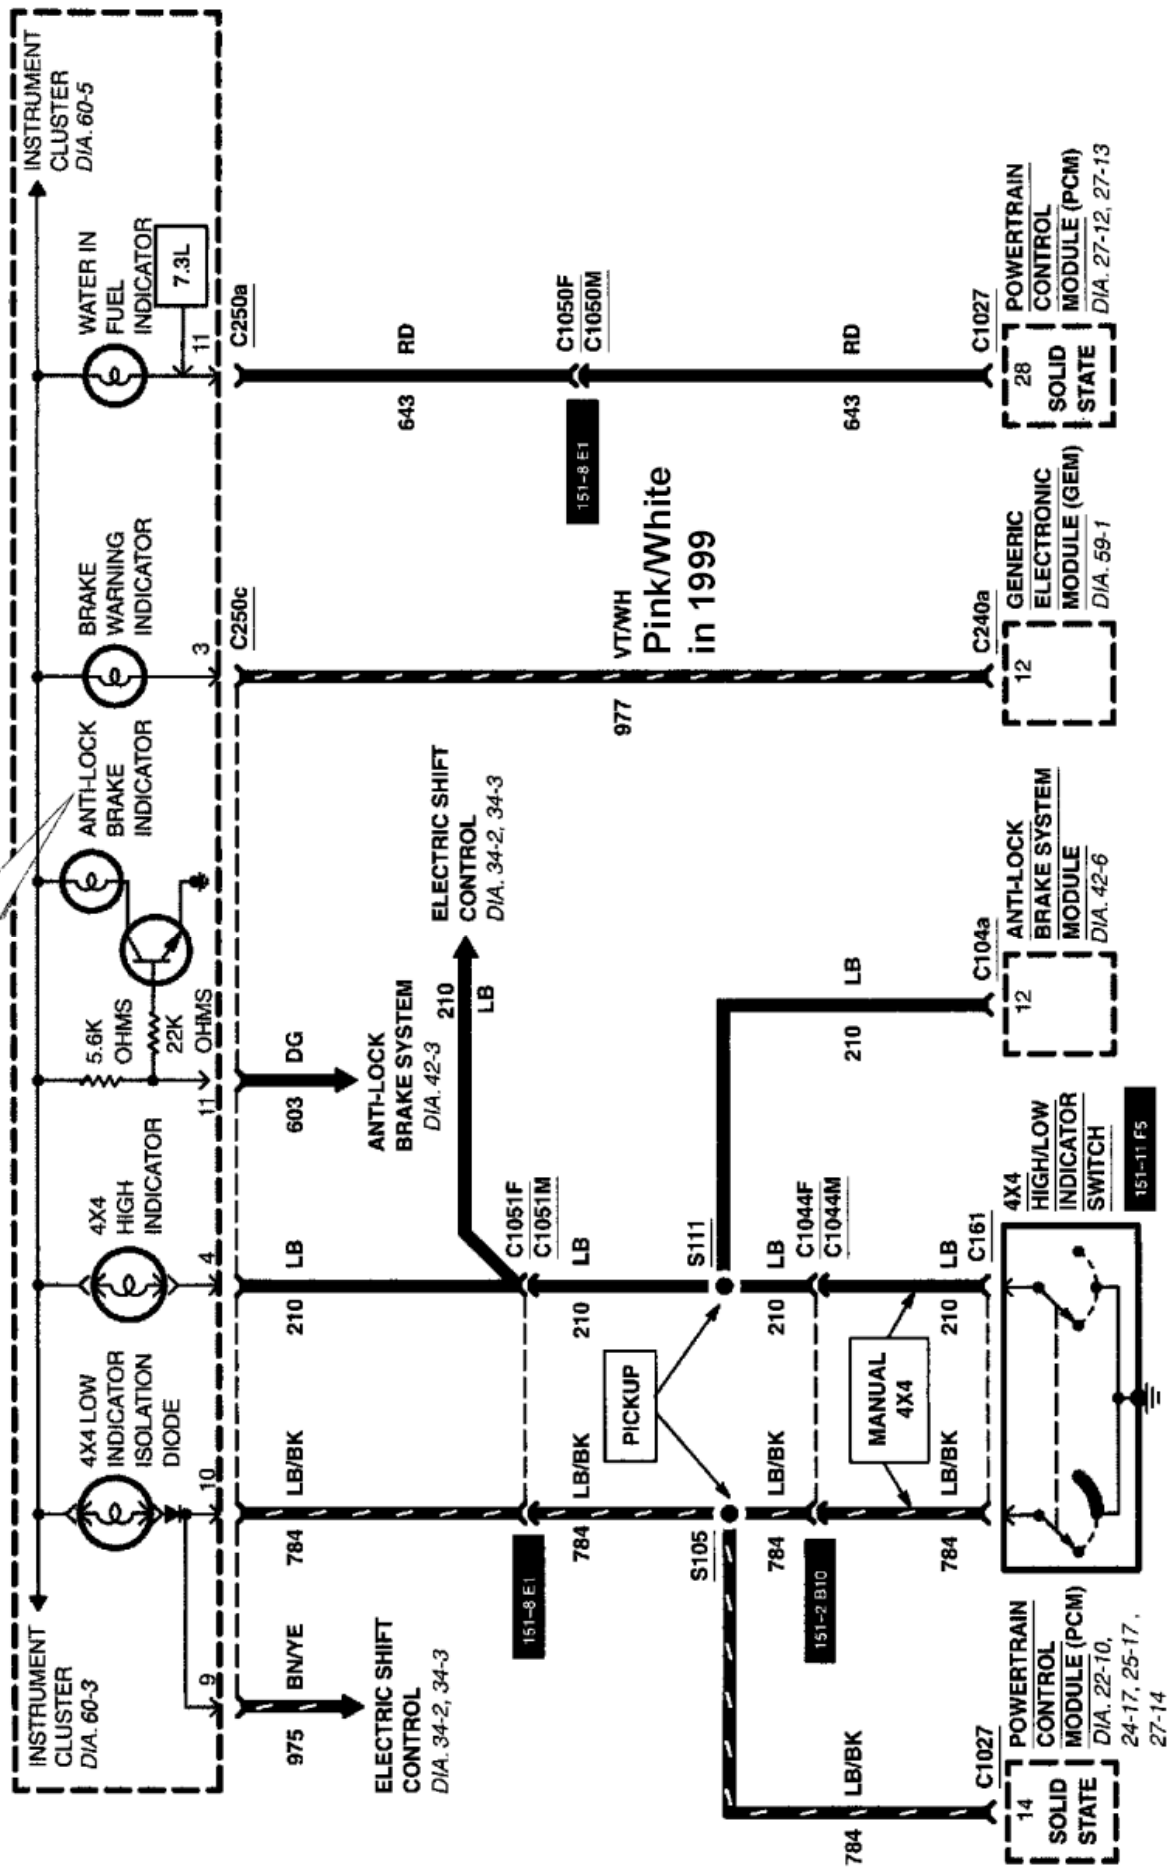 INSTRUMENT
CLUSTER
DIA. 60-3
4X4 LOW
INDICATOR
ISOLATION
DIODE
4X4
HIGH
INDICATOR
5.6K
OHMS
22K
OHMS
ANTI-LOCK
BRAKE
INDICATOR
BRAKE
WARNING
INDICATOR
WATER IN
FUEL
INDICATOR
7.3L
INSTRUMENT
CLUSTER
DIA. 60-5
9
10
4
11
3
11
C250c
C250a
975
BN/YE
784
LB/BK
210
LB
603
DG
643
RD
ELECTRIC SHIFT
CONTROL
DIA. 34-2, 34-3
ANTI-LOCK
BRAKE SYSTEM
DIA. 42-3
210
LB
ELECTRIC SHIFT
CONTROL
DIA. 34-2, 34-3
151-8 E1
C1051F
C1051M
151-8 E1
C1050F
C1050M
784
LB/BK
210
LB
977
VT/WH
Pink/White
in 1999
PICKUP
S105
S111
784
LB/BK
210
LB
151-2 B10
C1044F
C1044M
784
LB/BK
210
LB
643
RD
MANUAL
4X4
784
LB/BK
210
LB
C1027
C161
C104a
C240a
C1027
14
SOLID
STATE
POWERTRAIN
CONTROL
MODULE (PCM)
DIA. 22-10,
24-17, 25-17,
27-14
4X4
HIGH/LOW
INDICATOR
SWITCH
151-11 F5
12
ANTI-LOCK
BRAKE SYSTEM
MODULE
DIA. 42-6
12
GENERIC
ELECTRONIC
MODULE (GEM)
DIA. 59-1
28
SOLID
STATE
POWERTRAIN
CONTROL
MODULE (PCM)
DIA. 27-12, 27-13